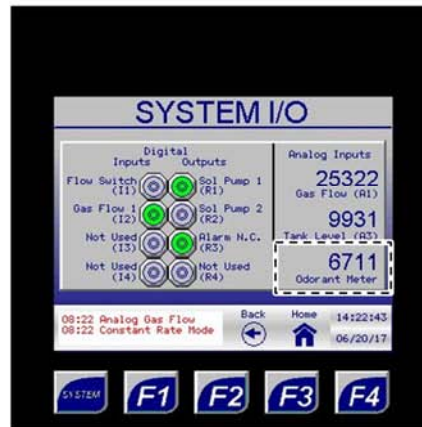 SYSTEM I/O
Digital
Inputs Outputs
Flow Switch
(I1)
Sol Pump 1
(R1)
Gas Flow 1
(I2)
Sol Pump 2
(R2)
Not Used
(I3)
Alarm N.C.
(R3)
Not Used
(I4)
Not Used
(R4)
Analog Inputs
25322
Gas Flow (A1)
9931
Tank Level (A3)
6711
Odorant Meter
08:22 Analog Gas Flow
08:22 Constant Rate Mode
Back
Home
14:22:43
06/20/17
SYSTEM
F1
F2
F3
F4